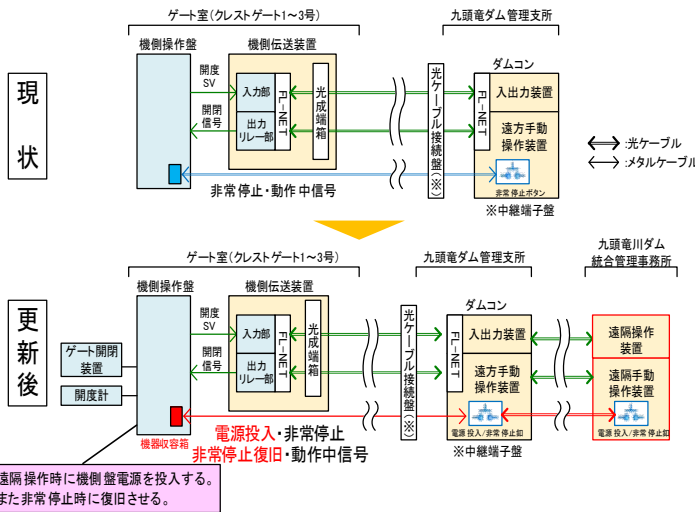 ゲート室(クレストゲート1~3号)
九頭竜ダム管理支所
機側操作盤
機側伝送装置
ダムコン
現状
開度
SV
開閉
信号
入力部
出力
リレー部
FL-NET
光成端箱
光ケーブル接続盤(※)
FL-NET
入出力装置
遠方手動
操作装置
非常停止ボタン
※中継端子盤
:光ケーブル
:メタルケーブル
非常停止・動作中信号
ゲート室(クレストゲート1~3号)
九頭竜ダム管理支所
九頭竜川ダム
統合管理事務所
機側操作盤
機側伝送装置
ダムコン
更新後
ゲート開閉
装置
開度計
開度
SV
開閉
信号
入力部
出力
リレー部
FL-NET
光成端箱
光ケーブル接続盤(※)
FL-NET
入出力装置
遠方手動
操作装置
電源投入/非常停止釦
※中継端子盤
遠隔操作
装置
遠隔手動
操作装置
電源投入/非常停止釦
機器収容箱
電源投入・非常停止
非常停止復旧・動作中信号
遠隔操作時に機側盤電源を投入する。
また非常停止時に復旧させる。